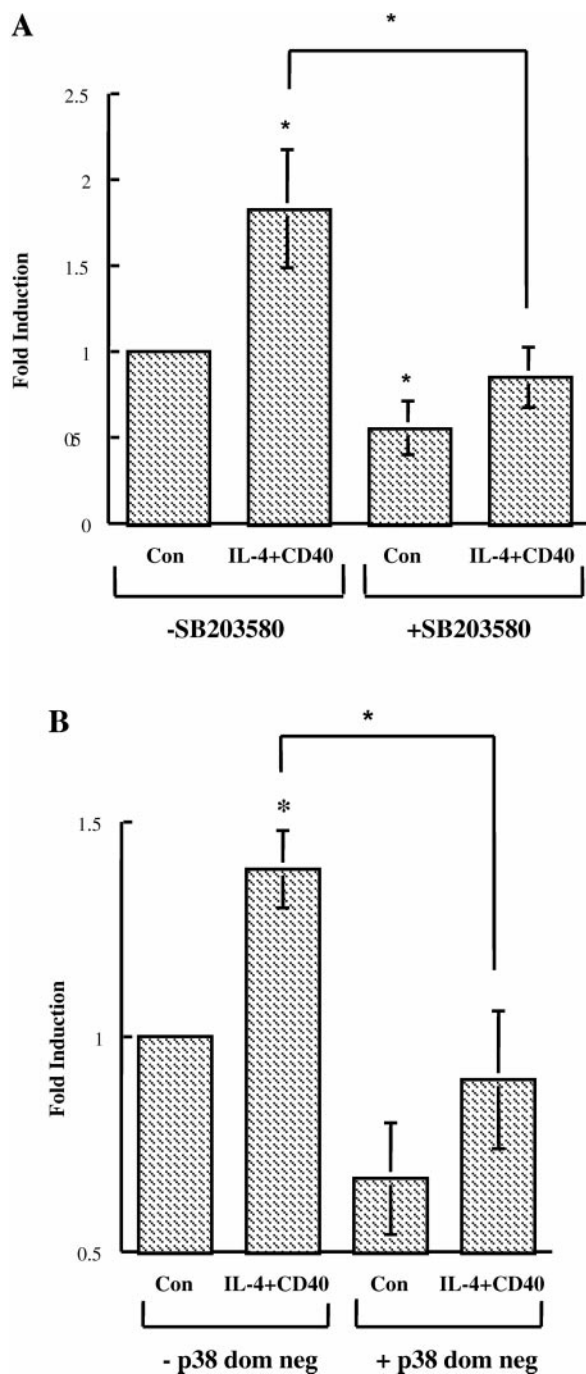 A
*
2.5
*
2
1.5
Fold Induction
1
*
05
0
Con IL-4+CD40 Con IL-4+CD40
-SB203580 +SB203580
B
*
*
1.5
Fold Induction
1
0.5
Con IL-4+CD40 Con IL-4+CD40
- p38 dom neg + p38 dom neg